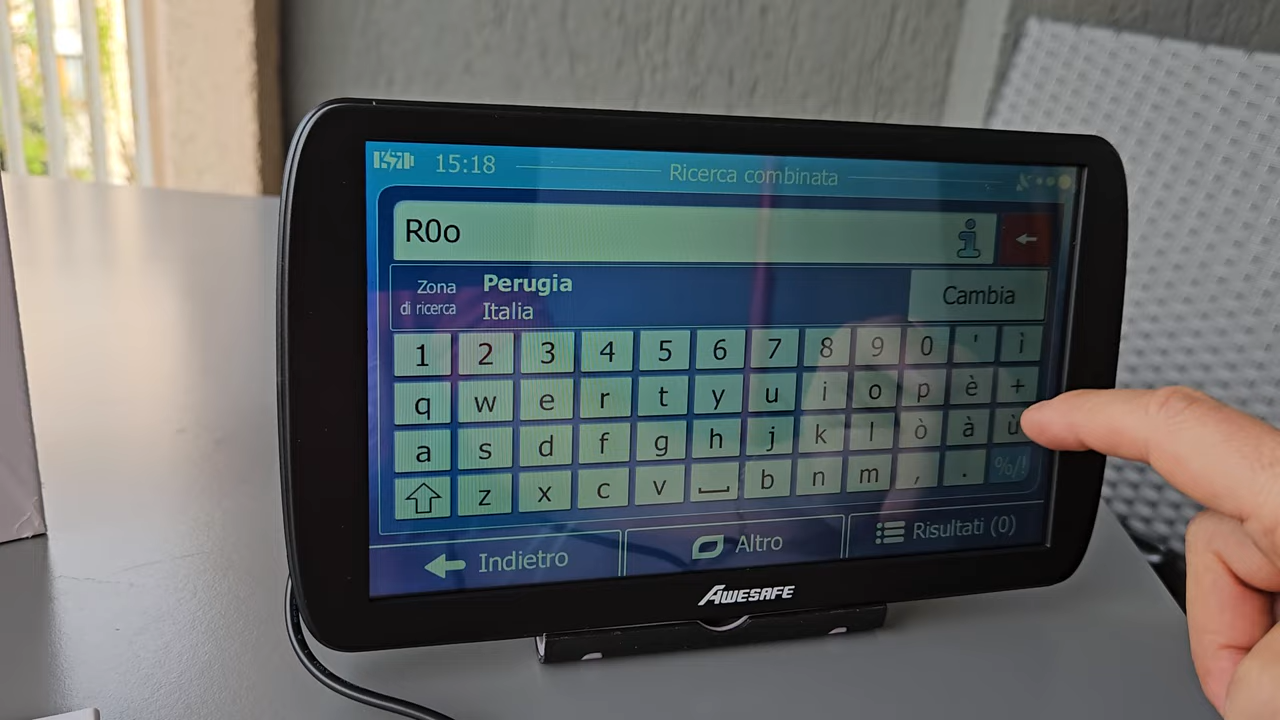 15:18 Ricerca combinata
R0o
Zona di ricerca
Perugia
Italia
Cambia
1 2 3 4 5 6 7 8 9 0 ' ì
q w e r t y u i o p è +
a s d f g h j k l ò à ù
z x c v b n m , . %/!
Indietro Altro Risultati (0)
AWESAFE